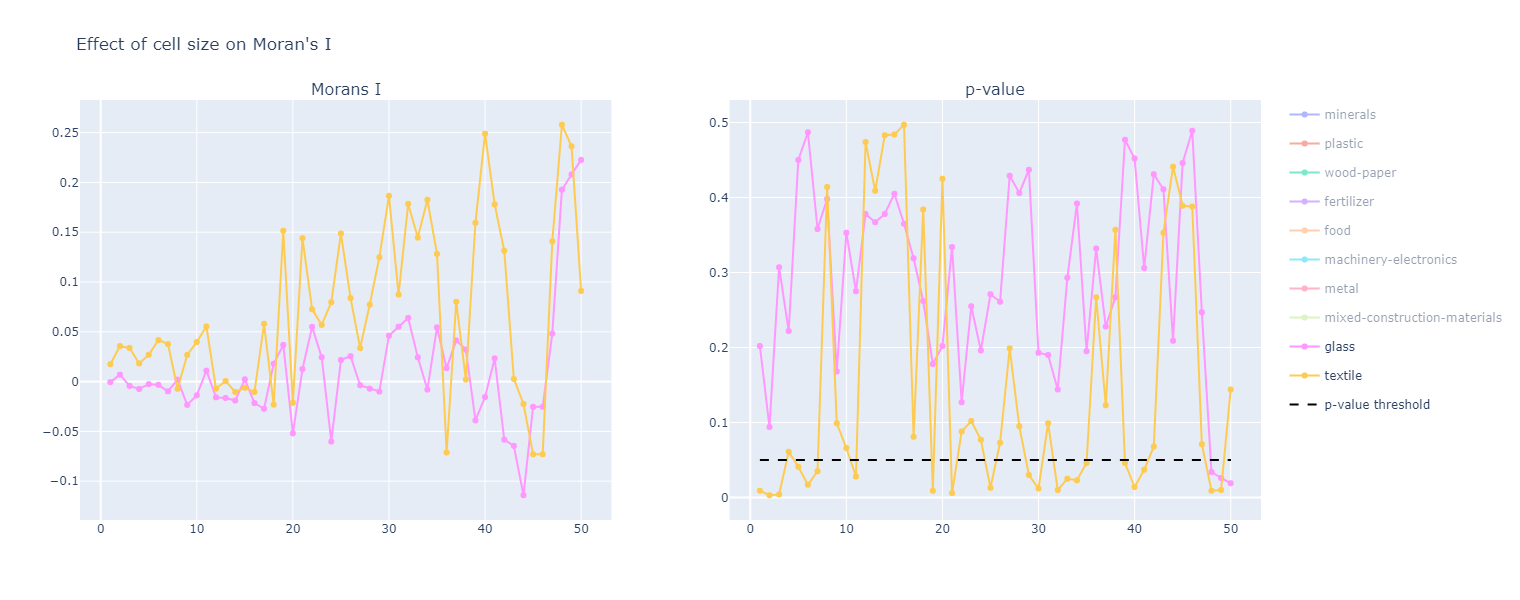 Effect of cell size on Moran's I
Morans I
0.25
0.2
0.15
0.1
0.05
0
−0.05
−0.1
0 10 20 30 40 50
p-value
0.5
0.4
0.3
0.2
0.1
0
0 10 20 30 40 50
minerals
plastic
wood-paper
fertilizer
food
machinery-electronics
metal
mixed-construction-materials
glass
textile
p-value threshold